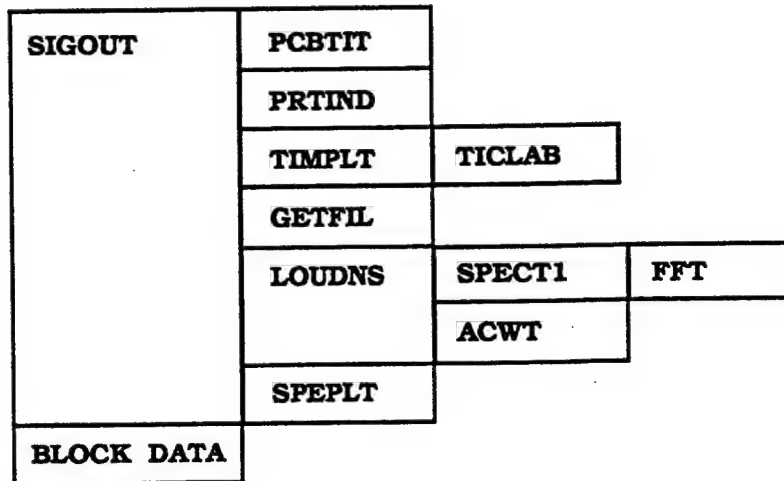 SIGOUT PCBTIT
PRTIND
TIMPLT TICLAB
GETFIL
LOUDNS SPECT1 FFT
ACWT
SPEPLT
BLOCK DATA